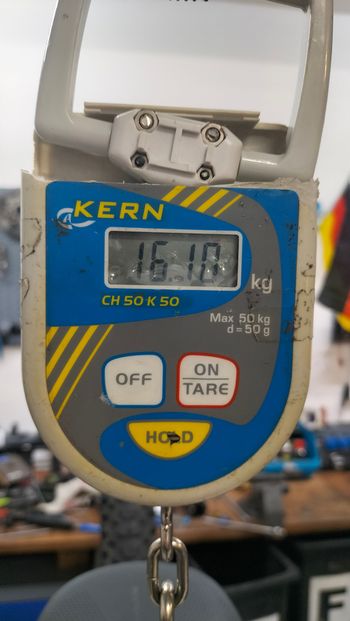 KERN
16.10
kg
CH 50 K 50
Max 50 kg
d = 50 g
OFF
ON
TARE
HOLD
F